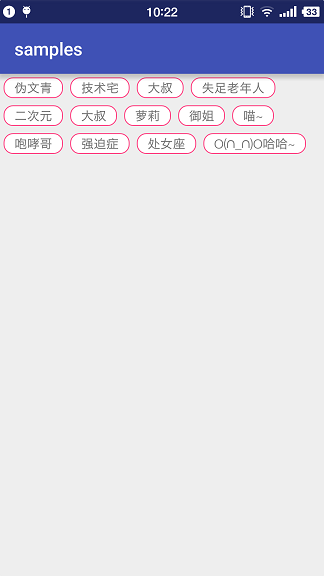 1 10:22 33
samples
伪文青 技术宅 大叔 失足老年人
二次元 大叔 萝莉 御姐 喵~
咆哮哥 强迫症 处女座 O(∩_∩)O哈哈~